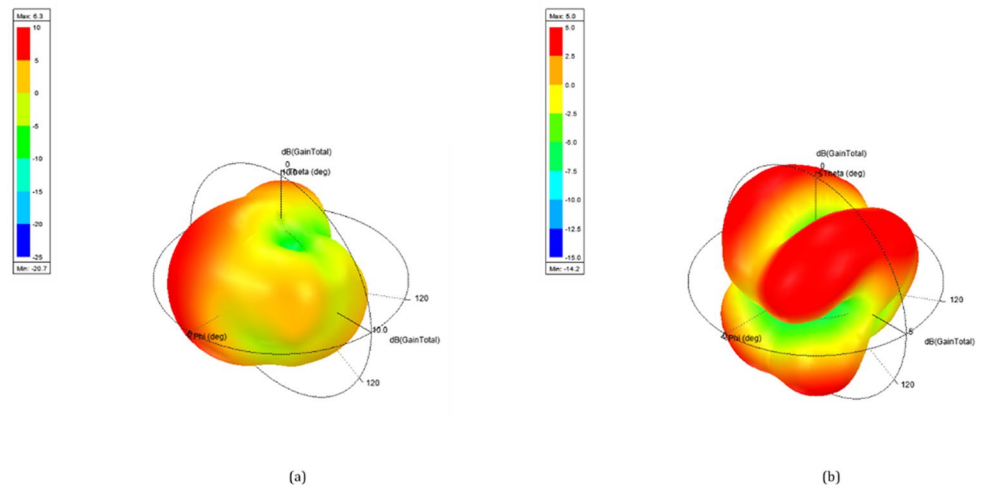 Max: 6.3
10
5
0
-5
-10
-15
-20
-25
Min: -20.7
dB(GainTotal)
0
Theta (deg)
120
10.0
Phi (deg)
dB(GainTotal)
120
(a)
Max: 5.0
5.0
2.5
0.0
-2.5
-5.0
-7.5
-10.0
-12.5
-15.0
Min: -14.2
dB(GainTotal)
0
Theta (deg)
120
5
Phi (deg)
dB(GainTotal)
120
(b)